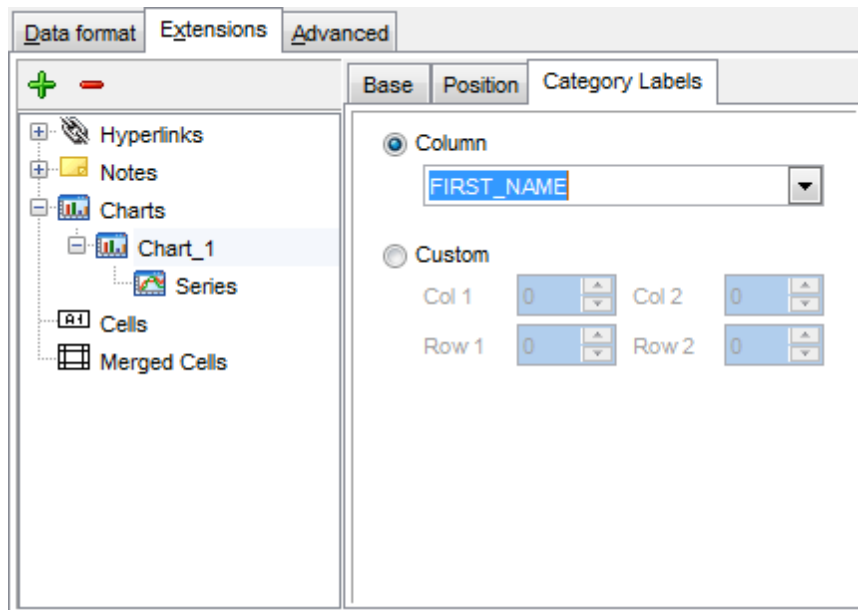 Data format Extensions Advanced
Base Position Category Labels
Hyperlinks
Notes
Charts
Chart_1
Series
A1 Cells
Merged Cells
Column
FIRST_NAME
Custom
Col 1 0 Col 2 0
Row 1 0 Row 2 0